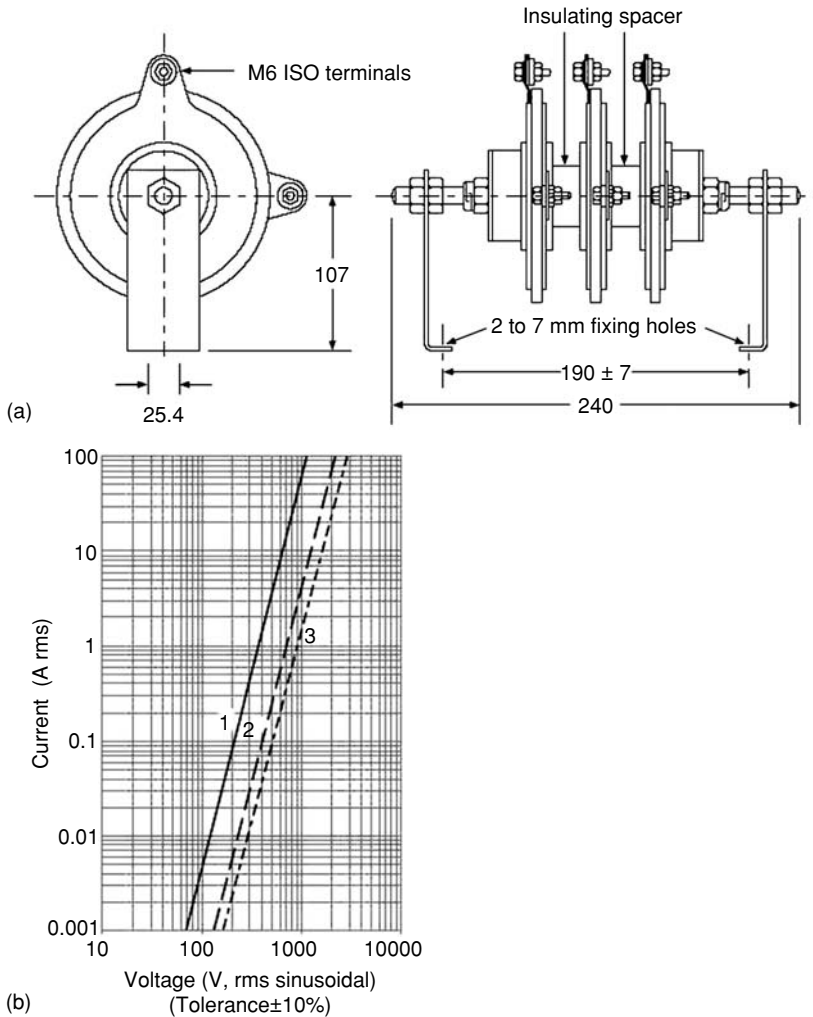 Insulating spacer
M6 ISO terminals
107
2 to 7 mm fixing holes
190 ± 7
25.4
240
(a)
100
10
1
0.1
0.01
0.001
Current (A rms)
1
2
3
10
100
1000
10000
Voltage (V, rms sinusoidal)
(Tolerance±10%)
(b)